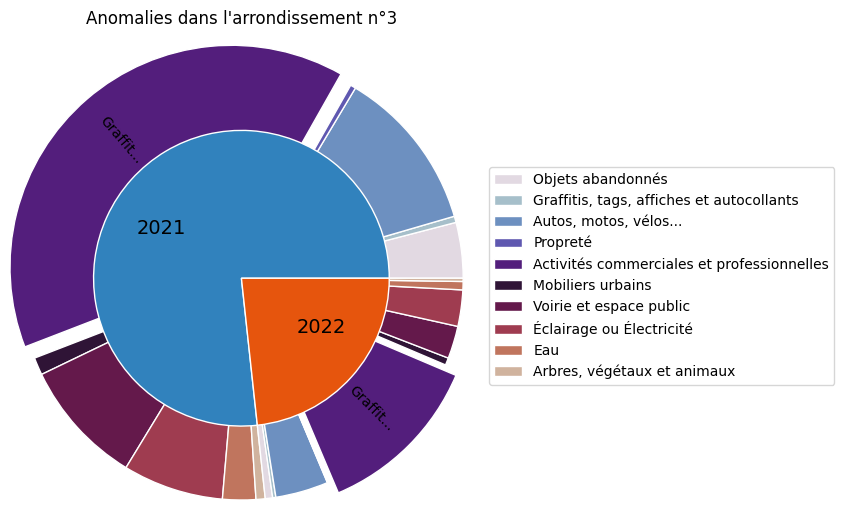 Anomalies dans l'arrondissement n°3
Graffit...
2021
2022
Graffit...
Objets abandonnés
Graffitis, tags, affiches et autocollants
Autos, motos, vélos...
Propreté
Activités commerciales et professionnelles
Mobiliers urbains
Voirie et espace public
Éclairage ou Électricité
Eau
Arbres, végétaux et animaux